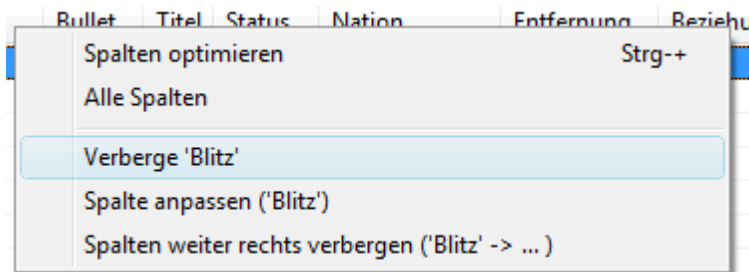 Bullet Titel Status Nation Entfernung Beziehu
Spalten optimieren Strg-+
Alle Spalten
Verberge 'Blitz'
Spalte anpassen ('Blitz')
Spalten weiter rechts verbergen ('Blitz' -> ... )